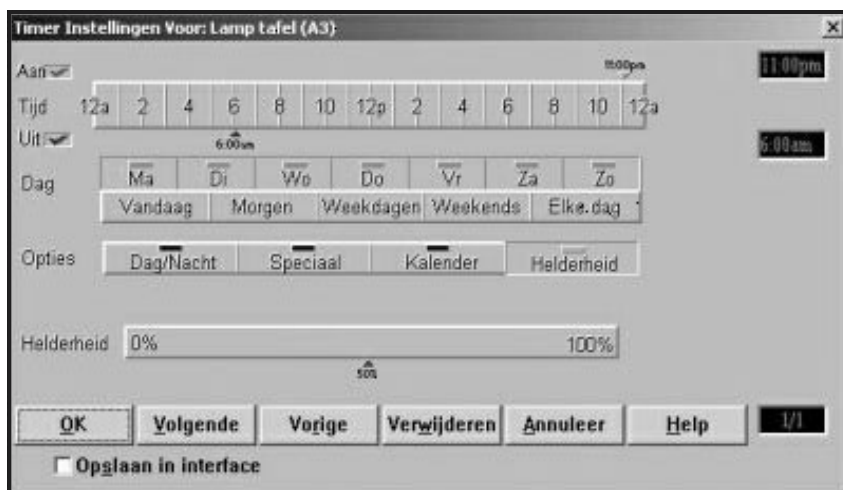 Timer Instellingen Voor: Lamp tafel (A3)
Aan 11:00pm 11:00pm
Tijd 12a 2 4 6 8 10 12p 2 4 6 8 10 12a
Uit 6:00am 6:00am
Dag Ma Di Wo Do Vr Za Zo
Vandaag Morgen Weekdagen Weekends Elke.dag
Opties Dag/Nacht Speciaal Kalender Helderheid
Helderheid 0% 100%
50%
OK Volgende Vorige Verwijderen Annuleer Help 1/1
Opslaan in interface